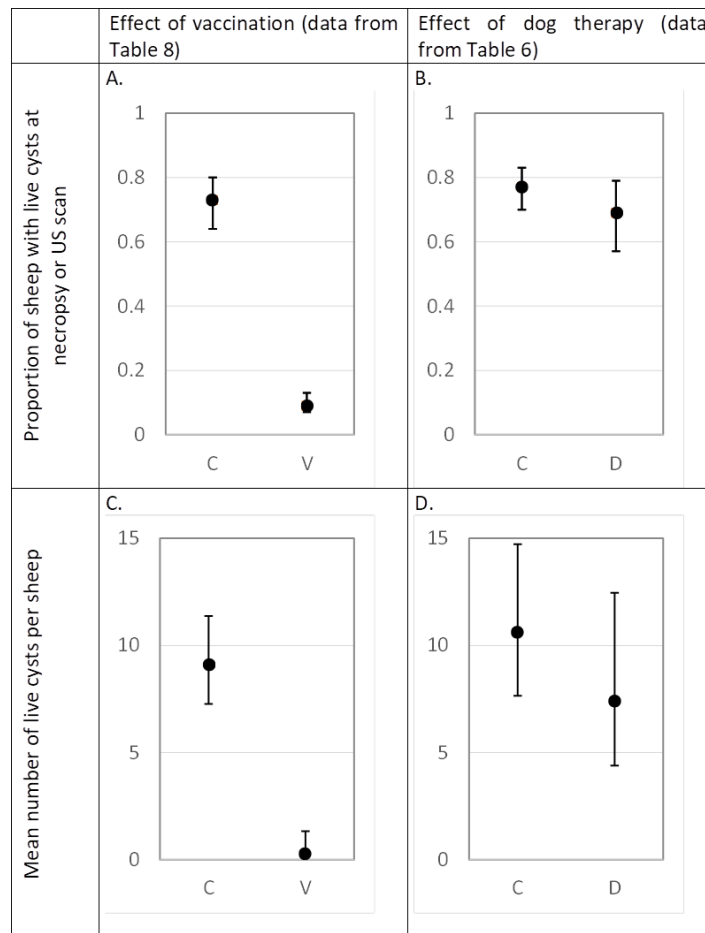 Effect of vaccination (data from
Table 8)
Effect of dog therapy (data
from Table 6)
Proportion of sheep with live cysts at
necropsy or US scan
A.
1
0.8
0.6
0.4
0.2
0
C V
B.
1
0.8
0.6
0.4
0.2
0
C D
Mean number of live cysts per sheep
C.
15
10
5
0
C V
D.
15
10
5
0
C D